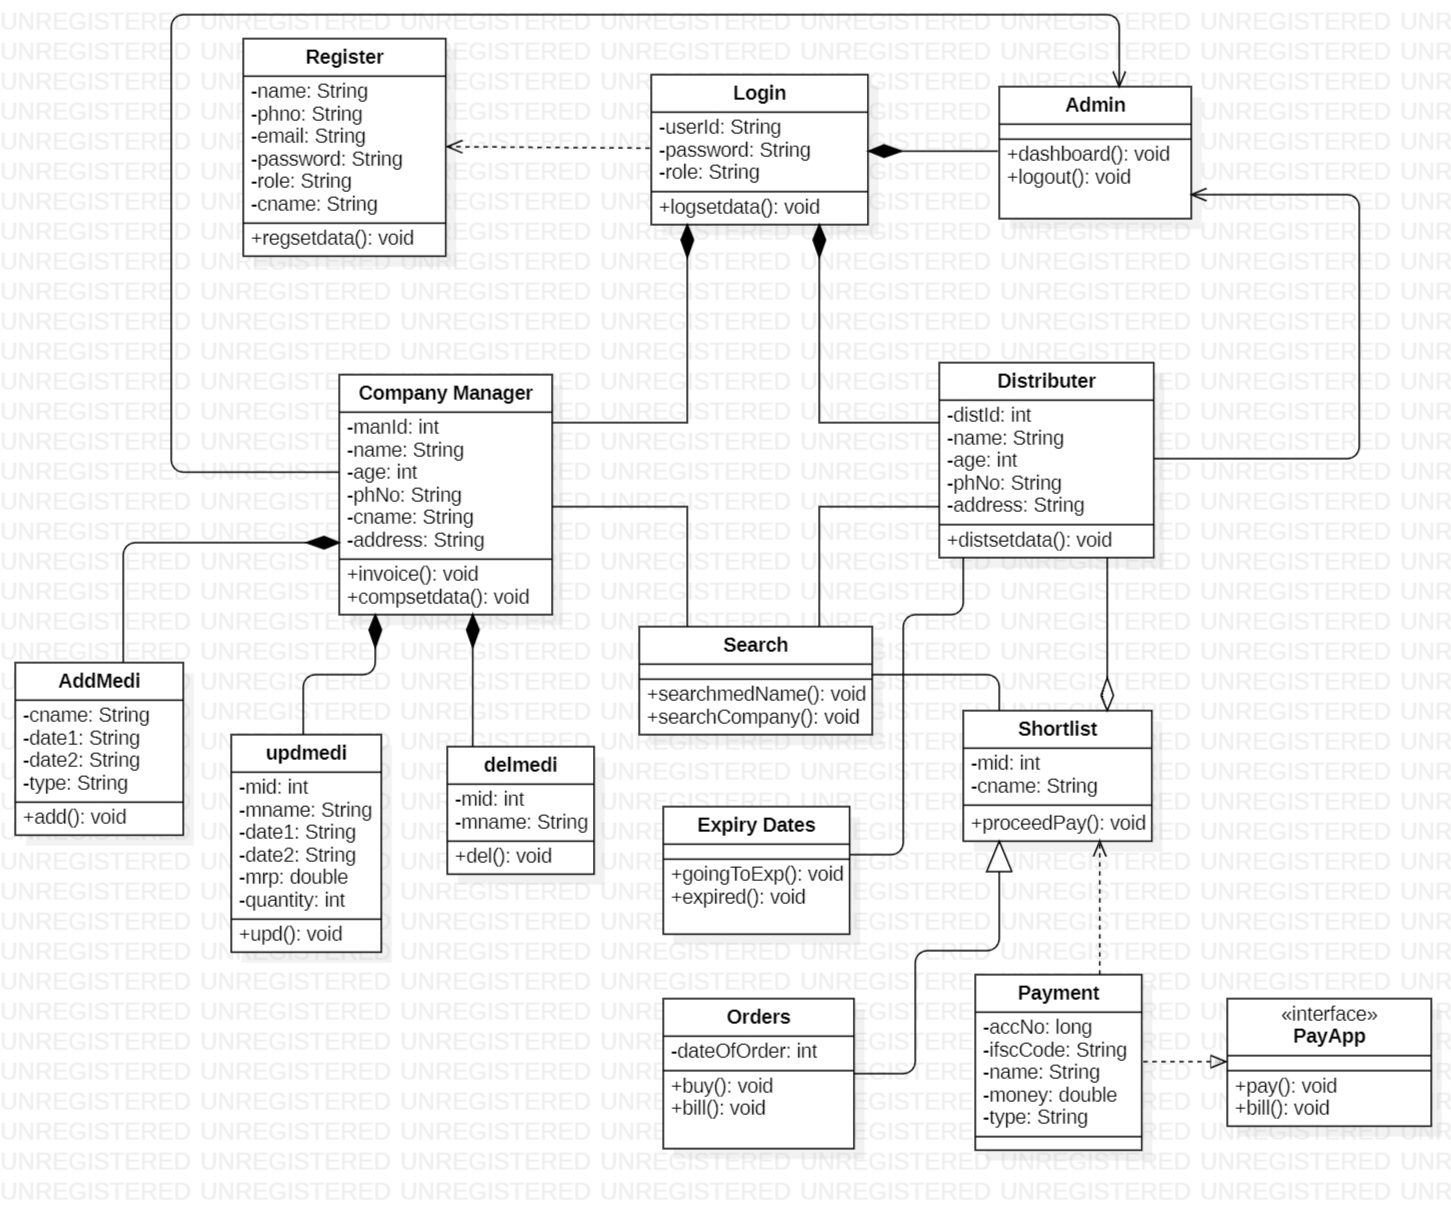 Register
-name: String
-phno: String
-email: String
-password: String
-role: String
-cname: String
+regsetdata(): void
Login
-userId: String
-password: String
-role: String
+logsetdata(): void
Admin
+dashboard(): void
+logout(): void
Company Manager
-manId: int
-name: String
-age: int
-phNo: String
-cname: String
-address: String
+invoice(): void
+compsetdata(): void
Distributer
-distId: int
-name: String
-age: int
-phNo: String
-address: String
+distsetdata(): void
Search
+searchmedName(): void
+searchCompany(): void
AddMedi
-cname: String
-date1: String
-date2: String
-type: String
+add(): void
updmedi
-mid: int
-mname: String
-date1: String
-date2: String
-mrp: double
-quantity: int
+upd(): void
delmedi
-mid: int
-mname: String
+del(): void
Shortlist
-mid: int
-cname: String
+proceedPay(): void
Expiry Dates
+goingToExp(): void
+expired(): void
Orders
-dateOfOrder: int
+buy(): void
+bill(): void
Payment
-accNo: long
-ifscCode: String
-name: String
-money: double
-type: String
«interface»
PayApp
+pay(): void
+bill(): void